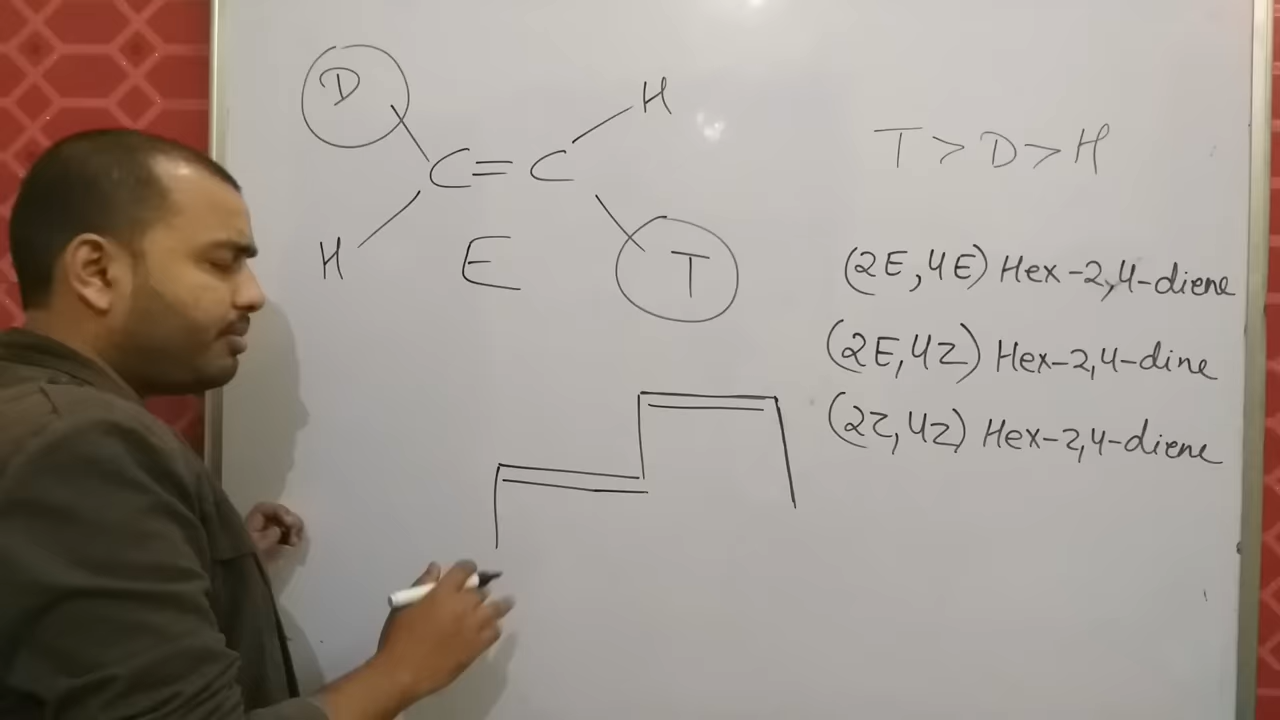 D
H
C=C
H
E
T
T>D>H
(2E,4E) Hex-2,4-diene
(2E,4Z) Hex-2,4-dine
(2Z,4Z) Hex-2,4-diene